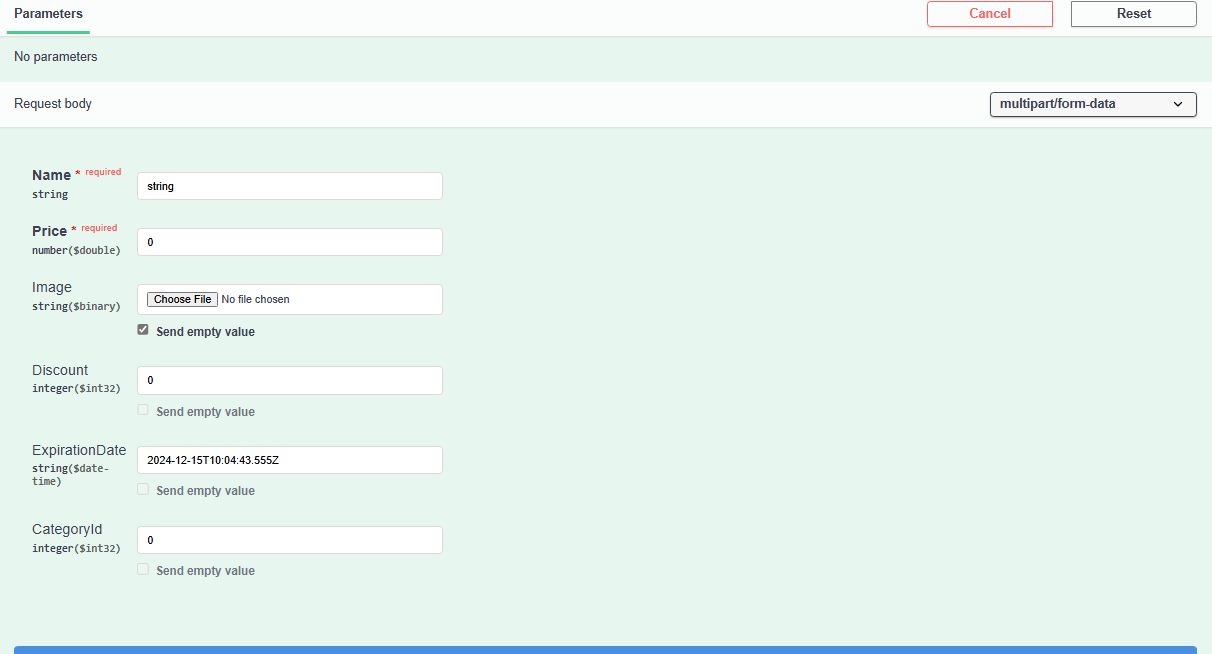 Parameters
Cancel
Reset
No parameters
Request body
multipart/form-data
Name * required
string
string
Price * required
number($double)
0
Image
string($binary)
Choose File No file chosen
Send empty value
Discount
integer($int32)
0
Send empty value
ExpirationDate
string($date-
time)
2024-12-15T10:04:43.555Z
Send empty value
CategoryId
integer($int32)
0
Send empty value